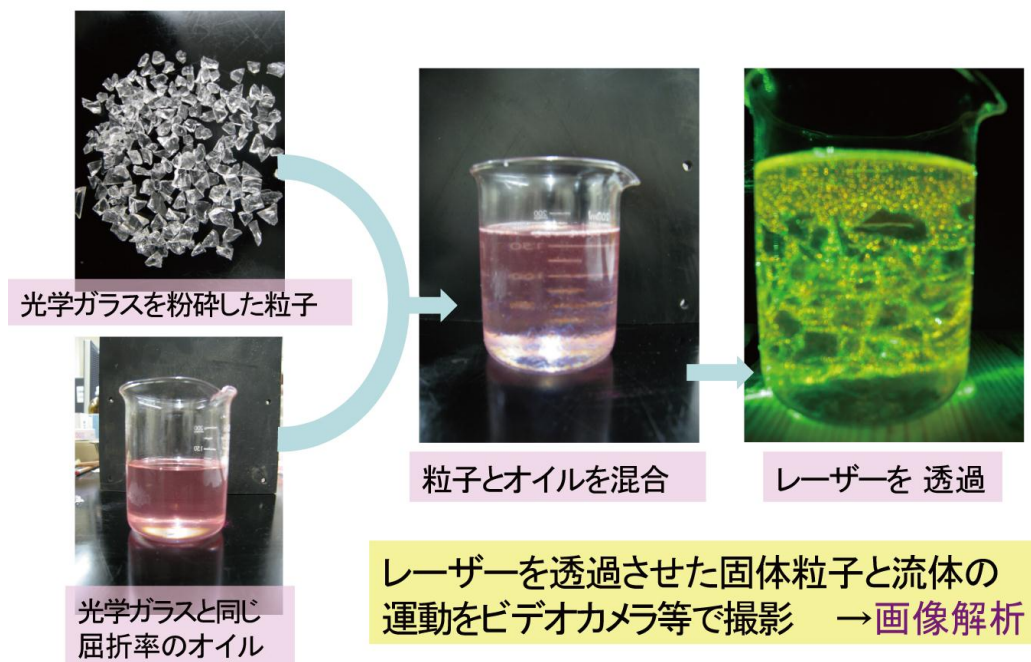 光学ガラスを粉砕した粒子
光学ガラスと同じ
屈折率のオイル
粒子とオイルを混合
レーザーを 透過
レーザーを透過させた固体粒子と流体の
運動をビデオカメラ等で撮影 →画像解析